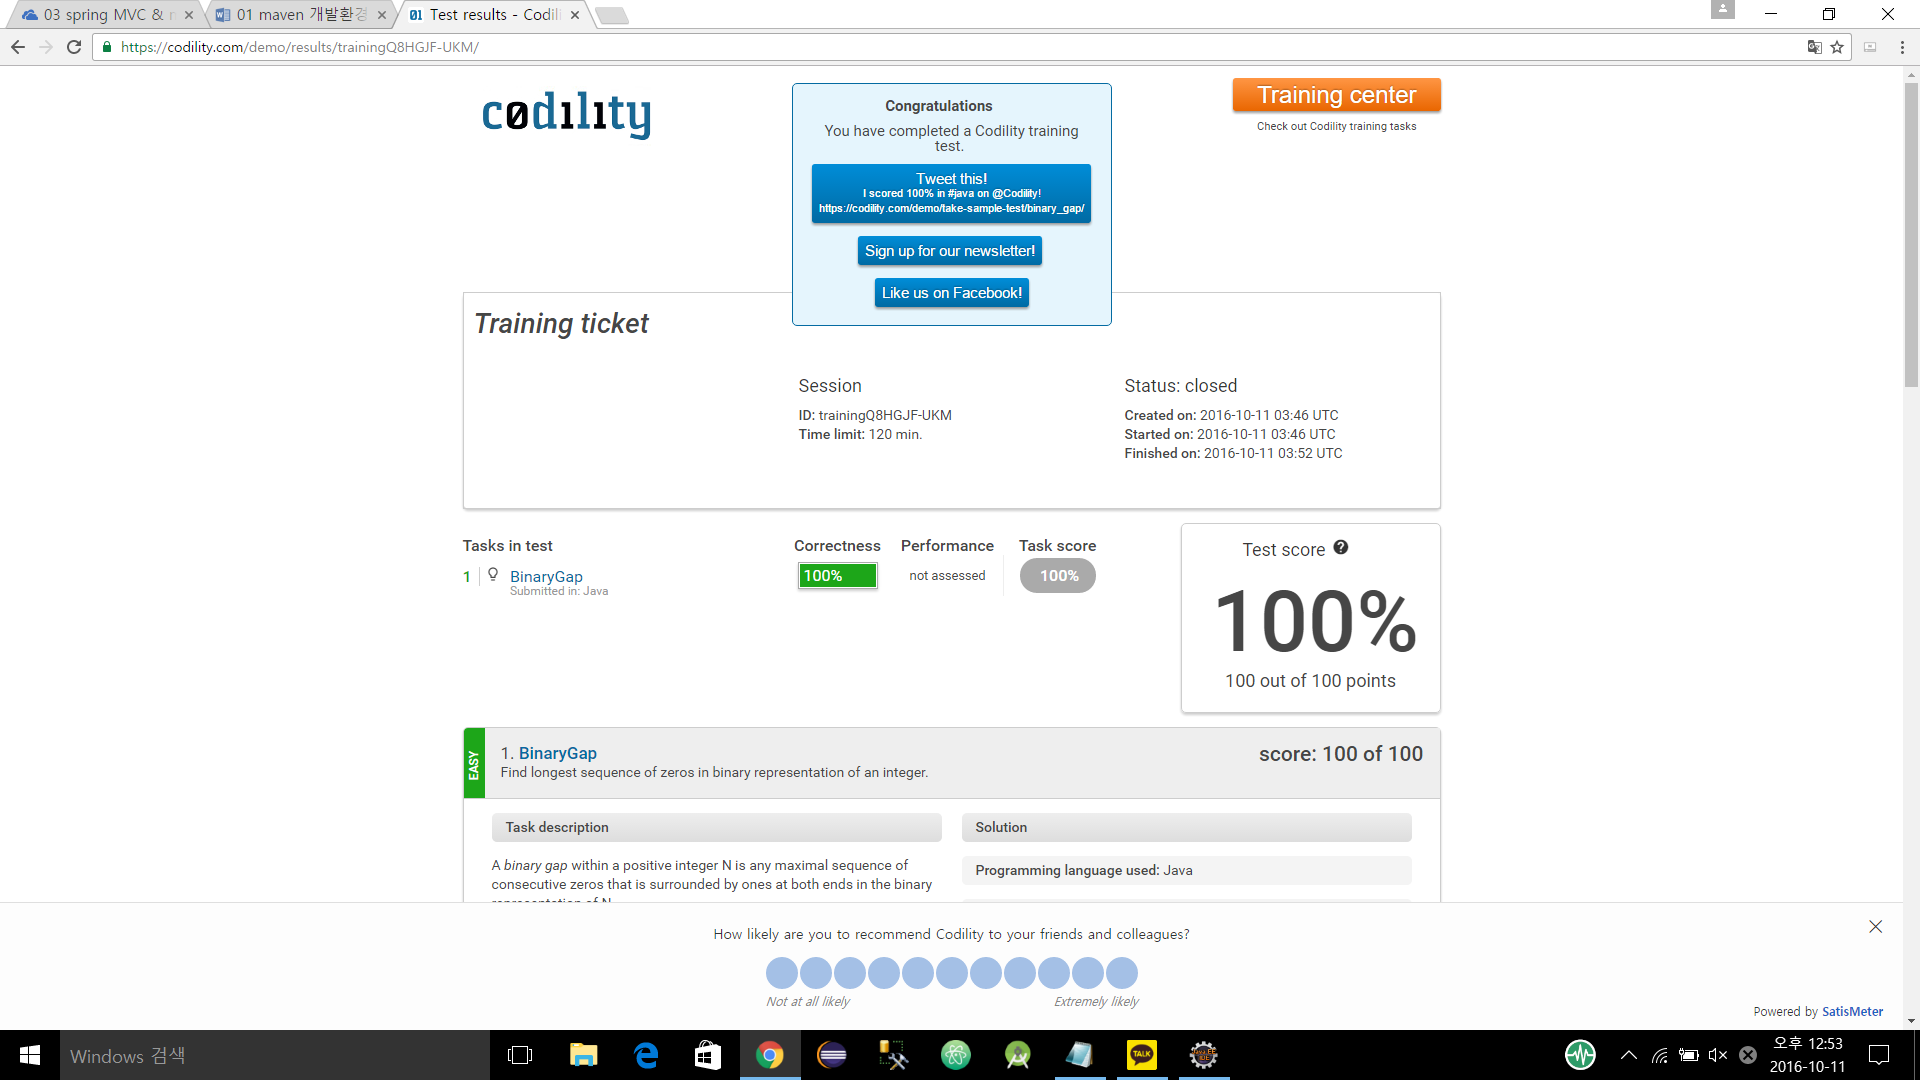 03 spring MVC &
01 maven 개발환경
Test results - Codili
https://codility.com/demo/results/trainingQ8HGJF-UKM/
codility
Congratulations
You have completed a Codility training
test.
Tweet this!
I scored 100% in #java on @Codility!
https://codility.com/demo/take-sample-test/binary_gap/
Sign up for our newsletter!
Like us on Facebook!
Training center
Check out Codility training tasks
Training ticket
Session
ID: trainingQ8HGJF-UKM
Time limit: 120 min.
Status: closed
Created on: 2016-10-11 03:46 UTC
Started on: 2016-10-11 03:46 UTC
Finished on: 2016-10-11 03:52 UTC
Tasks in test
Correctness
Performance
Task score
1
BinaryGap
Submitted in: Java
100%
not assessed
100%
Test score
100%
100 out of 100 points
EASY
1. BinaryGap
Find longest sequence of zeros in binary representation of an integer.
score: 100 of 100
Task description
A binary gap within a positive integer N is any maximal sequence of
consecutive zeros that is surrounded by ones at both ends in the binary
representation of N
Solution
Programming language used: Java
How likely are you to recommend Codility to your friends and colleagues?
Not at all likely
Extremely likely
Powered by SatisMeter
Windows 검색
TALK
오후 12:53
2016-10-11